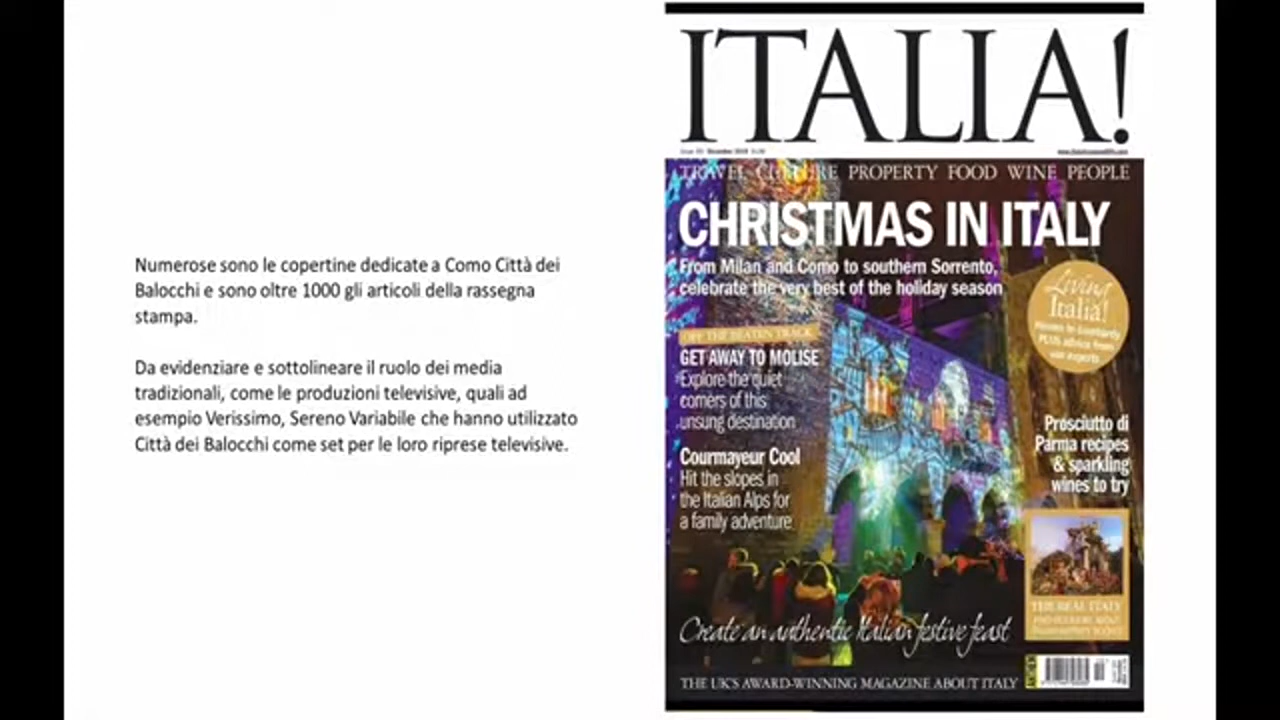 Numerose sono le copertine dedicate a Como Città dei
Balocchi e sono oltre 1000 gli articoli della rassegna
stampa.
Da evidenziare e sottolineare il ruolo dei media
tradizionali, come le produzioni televisive, quali ad
esempio Verissimo, Sereno Variabile che hanno utilizzato
Città dei Balocchi come set per le loro riprese televisive.
ITALIA!
TRAVEL CULTURE PROPERTY FOOD WINE PEOPLE
CHRISTMAS IN ITALY
From Milan and Como to southern Sorrento,
celebrate the very best of the holiday season
Living
Italia!
PLUS advice from
our experts
OFF THE BEATEN TRACK
GET AWAY TO MOLISE
Explore the quiet
corners of this
unsung destination
Courmayeur Cool
Hit the slopes in
the Italian Alps for
a family adventure
Prosciutto di
Parma recipes
& sparkling
wines to try
THE REAL ITALY
Create an authentic Italian festive feast
THE UK'S AWARD-WINNING MAGAZINE ABOUT ITALY